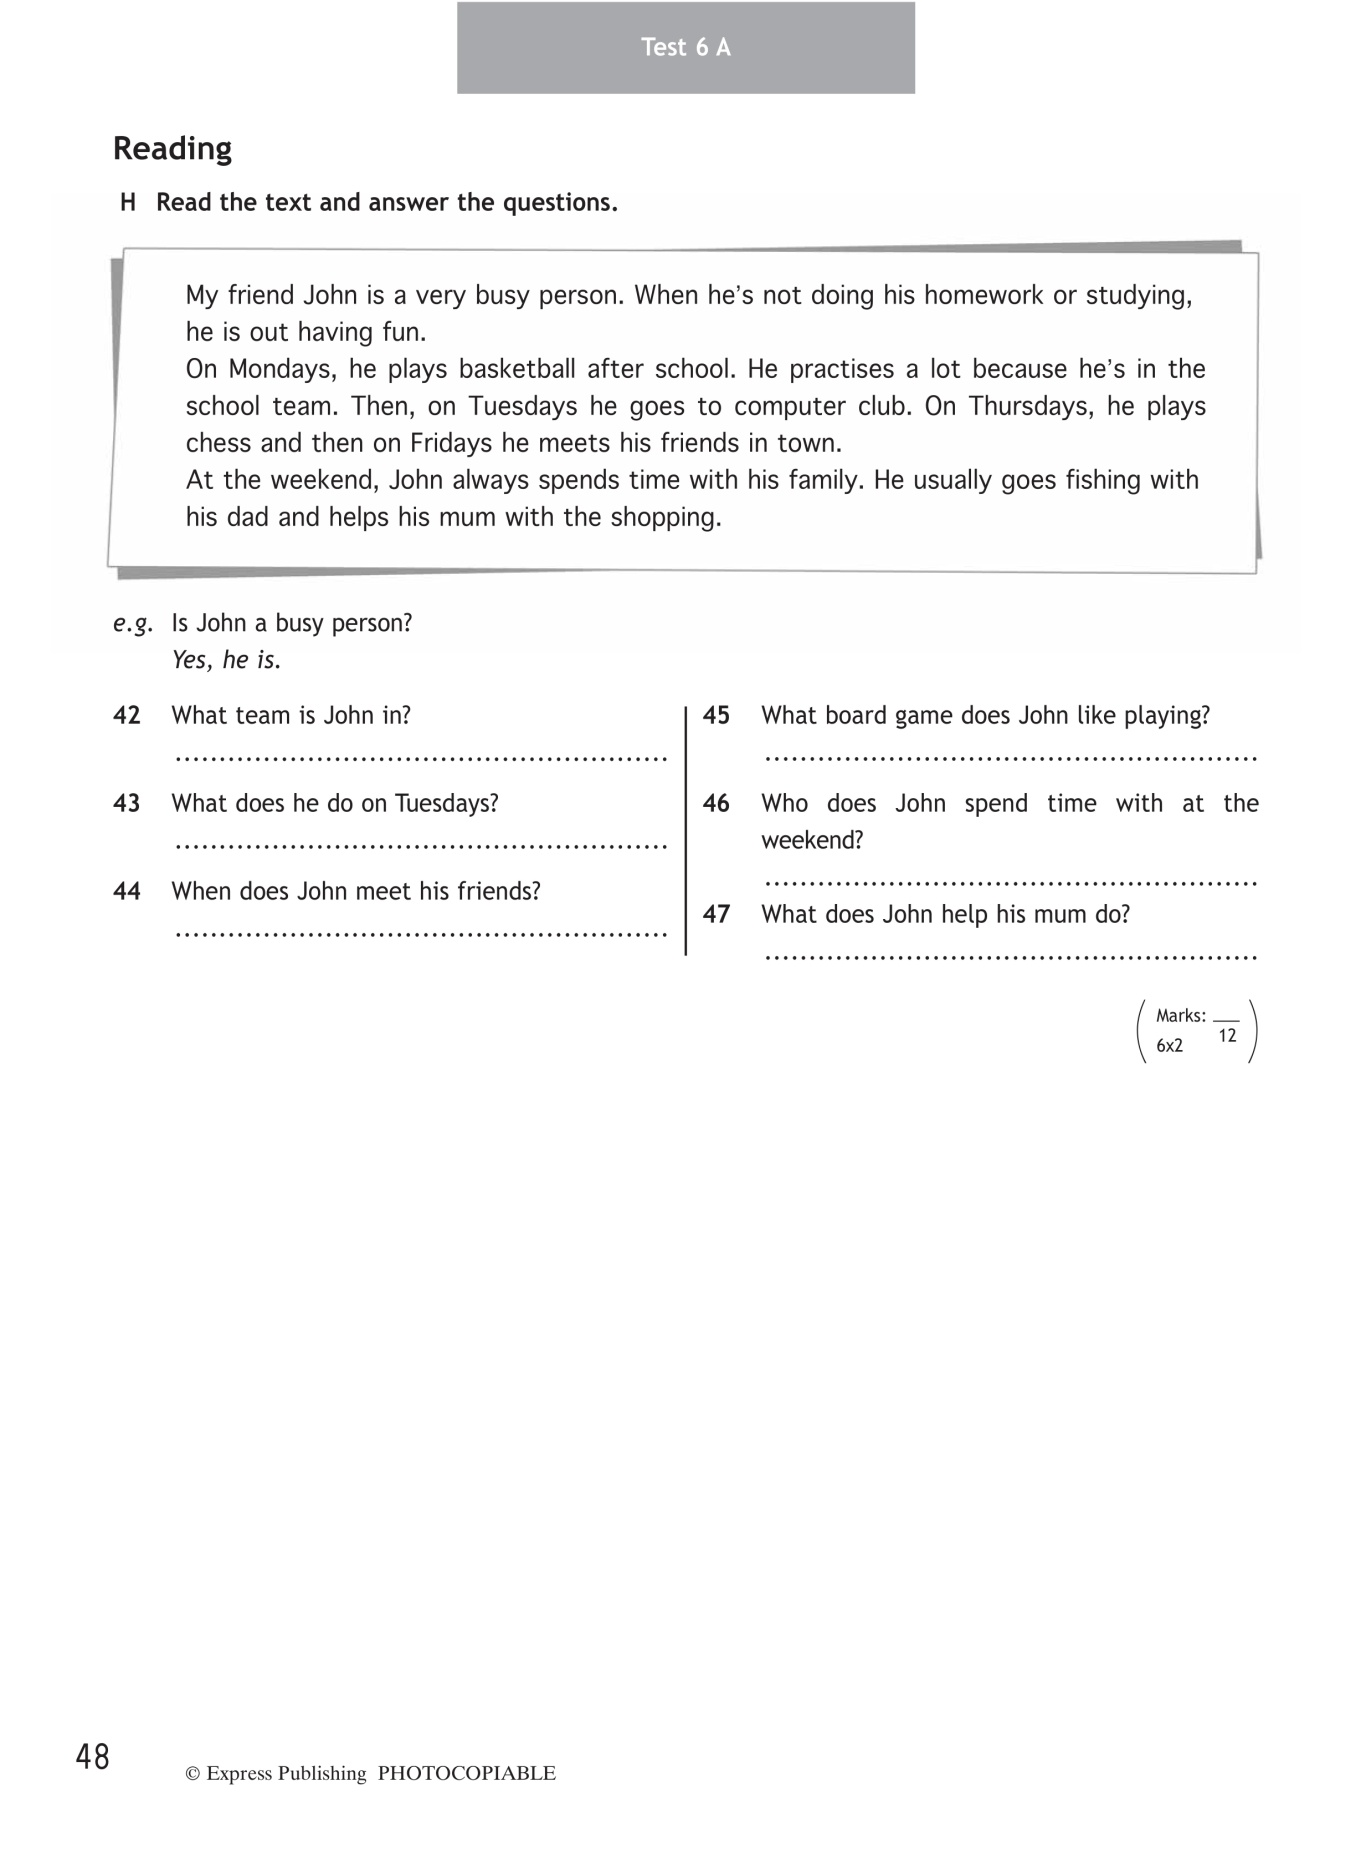 Test 6 A
Reading
H Read the text and answer the questions.
My friend John is a very busy person. When he’s not doing his homework or studying,
he is out having fun.
On Mondays, he plays basketball after school. He practises a lot because he’s in the
school team. Then, on Tuesdays he goes to computer club. On Thursdays, he plays
chess and then on Fridays he meets his friends in town.
At the weekend, John always spends time with his family. He usually goes fishing with
his dad and helps his mum with the shopping.
e.g. Is John a busy person?
Yes, he is.
42 What team is John in?
........................................................
43 What does he do on Tuesdays?
........................................................
44 When does John meet his friends?
........................................................
45 What board game does John like playing?
........................................................
46 Who does John spend time with at the
weekend?
........................................................
47 What does John help his mum do?
........................................................
Marks: ___
12
6x2
48
© Express Publishing PHOTOCOPIABLE